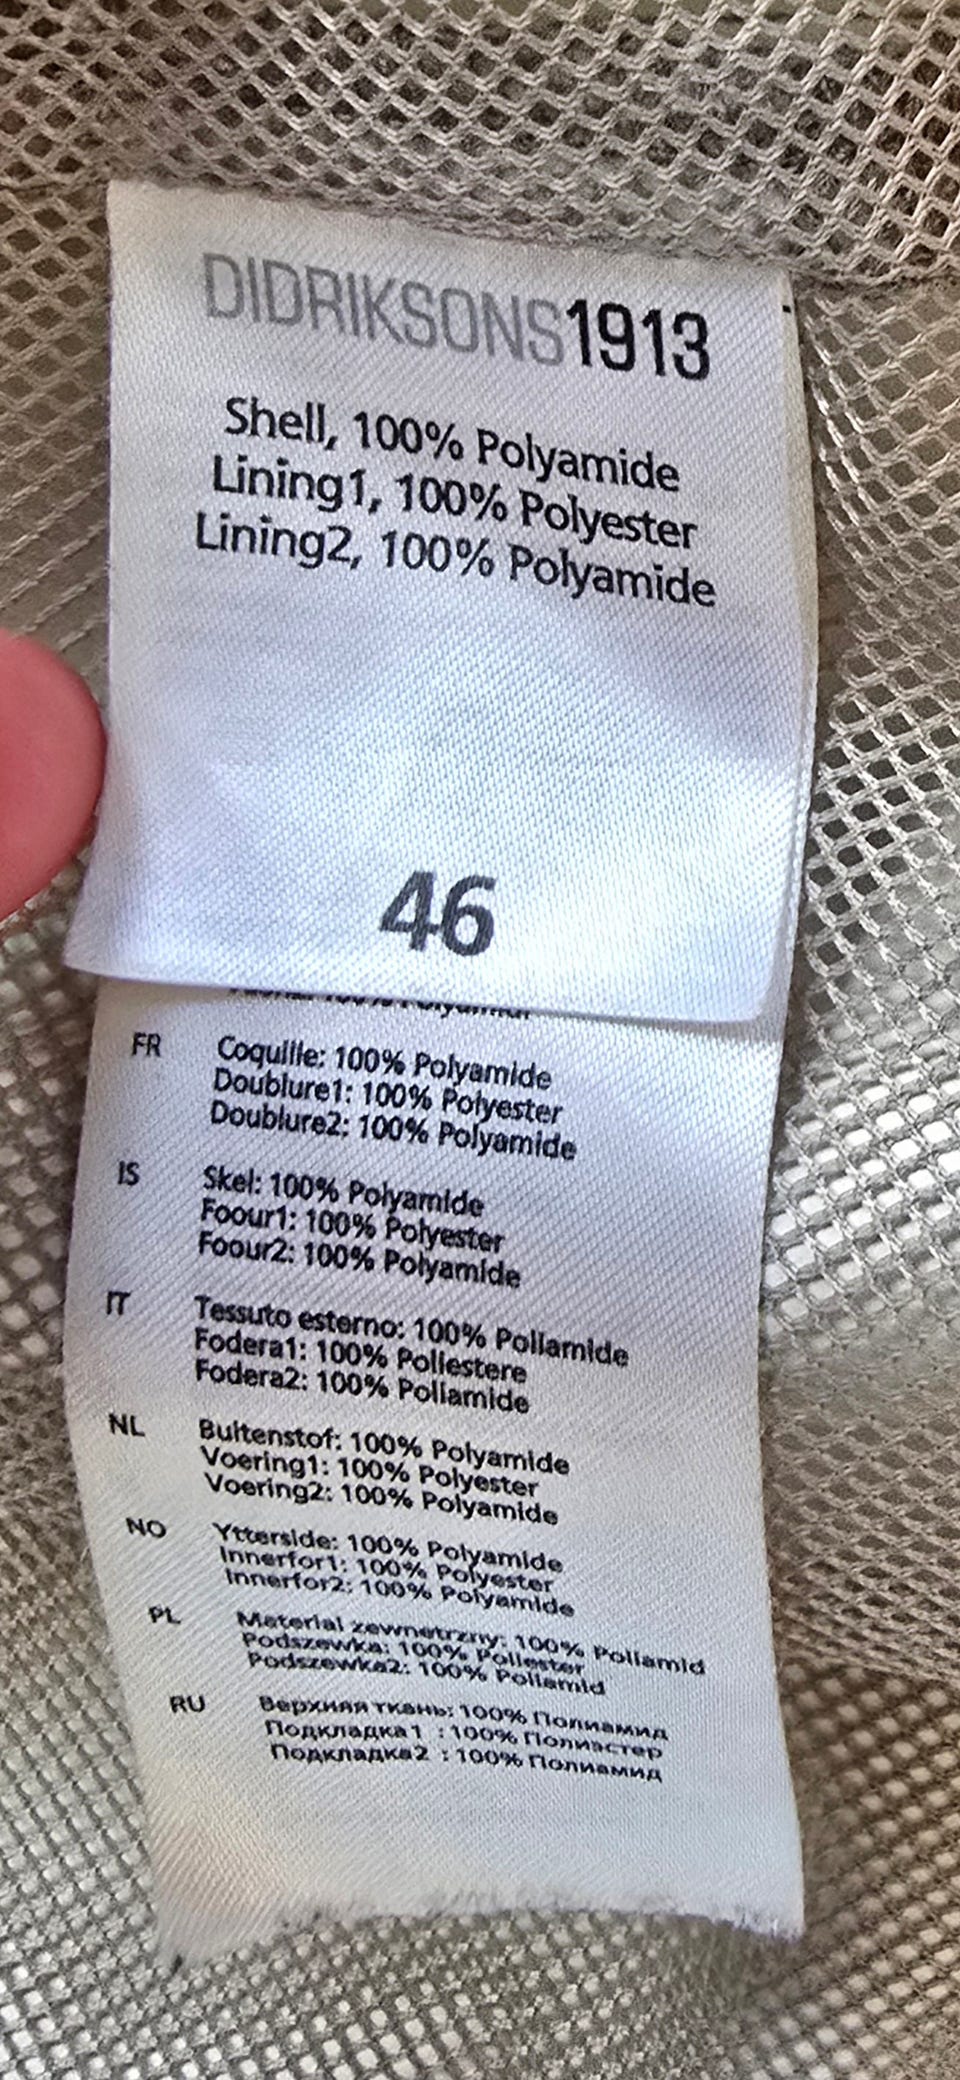 DIDRIKSONS1913
Shell, 100% Polyamide
Lining1, 100% Polyester
Lining2, 100% Polyamide
46
FR Coquille: 100% Polyamide
Doublure1: 100% Polyester
Doublure2: 100% Polyamide
IS Skel: 100% Polyamide
Foour1: 100% Polyester
Foour2: 100% Polyamide
IT Tessuto esterno: 100% Poliamide
Fodera1: 100% Poliestere
Fodera2: 100% Poliamide
NL Buitenstof: 100% Polyamide
Voering1: 100% Polyester
Voering2: 100% Polyamide
NO Ytterside: 100% Polyamide
Innerfor1: 100% Polyester
Innerfor2: 100% Polyamide
PL Material zewnetrzny: 100% Poliamid
Podszewka: 100% Poliester
Podszewka2: 100% Poliamid
RU Верхняя ткань: 100% Полиамид
Подкладка1 : 100% Полиэстер
Подкладка2 : 100% Полиамид